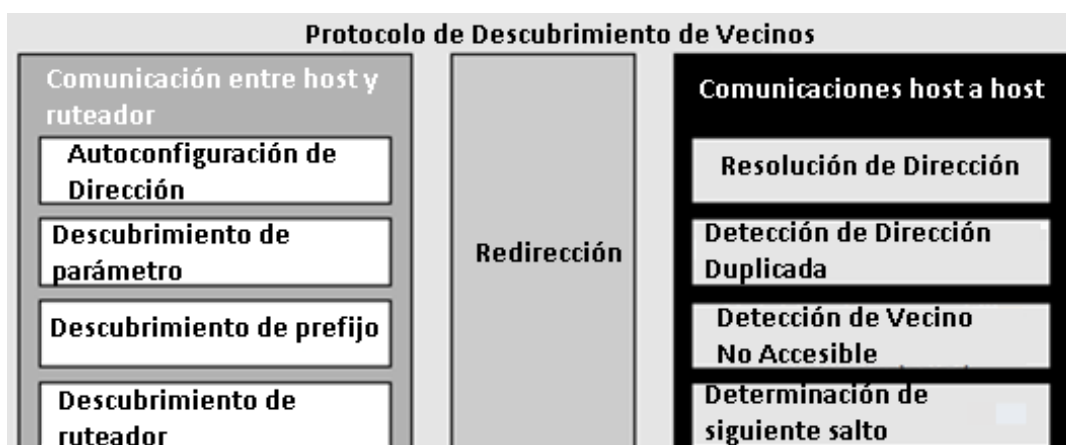 Protocolo de Descubrimiento de Vecinos
Comunicación entre host y
ruteador
Autoconfiguración de
Dirección
Descubrimiento de
parámetro
Descubrimiento de prefijo
Descubrimiento de
ruteador
Redirección
Comunicaciones host a host
Resolución de Dirección
Detección de Dirección
Duplicada
Detección de Vecino
No Accesible
Determinación de
siguiente salto